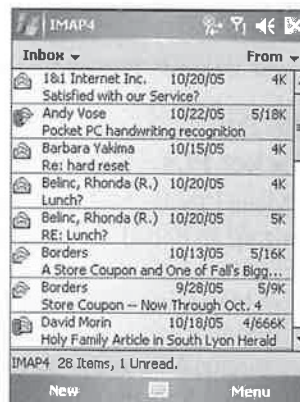 IMAP4
Inbox From
1&1 Internet Inc. 10/20/05 4K
Satisfied with our Service?
Andy Vose 10/22/05 5/18K
Pocket PC handwriting recognition
Barbara Yakima 10/15/05 4K
Re: hard reset
Belinc, Rhonda (R.) 10/20/05 4K
Lunch?
Belinc, Rhonda (R.) 10/20/05 5K
RE: Lunch?
Borders 10/13/05 5/16K
A Store Coupon and One of Fall's Bigg...
Borders 9/28/05 5/9K
Store Coupon -- Now Through Oct. 4
David Morin 10/18/05 4/666K
Holy Family Article in South Lyon Herald
IMAP4 28 Items, 1 Unread.
New Menu